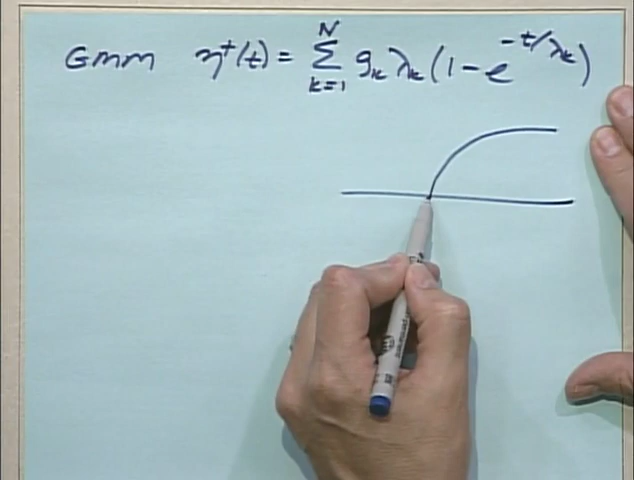 GMM η⁺(t) = Σ_{k=1}^{N} g_k λ_k (1 - e^{-t/λ_k})